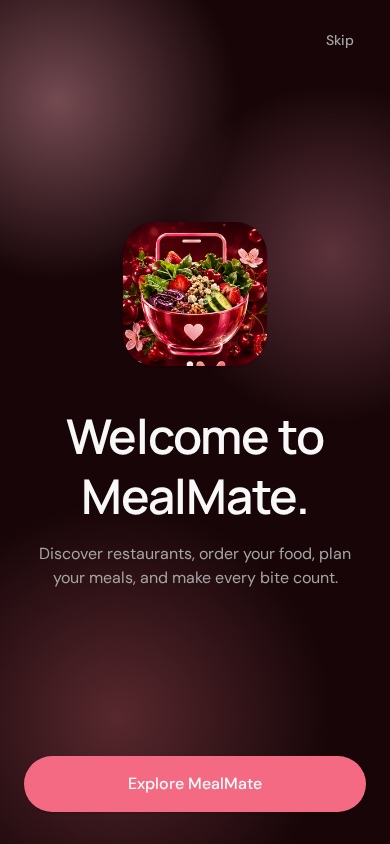 Skip
Welcome to
MealMate.
Discover restaurants, order your food, plan
your meals, and make every bite count.
Explore MealMate